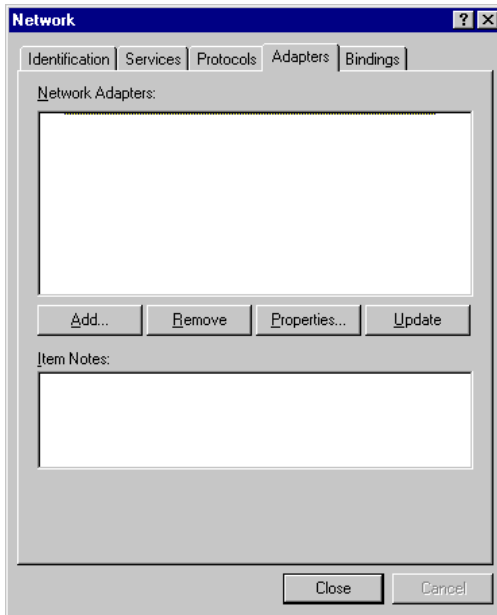 Network
Identification Services Protocols Adapters Bindings
Network Adapters:
Add... Remove Properties... Update
Item Notes:
Close Cancel